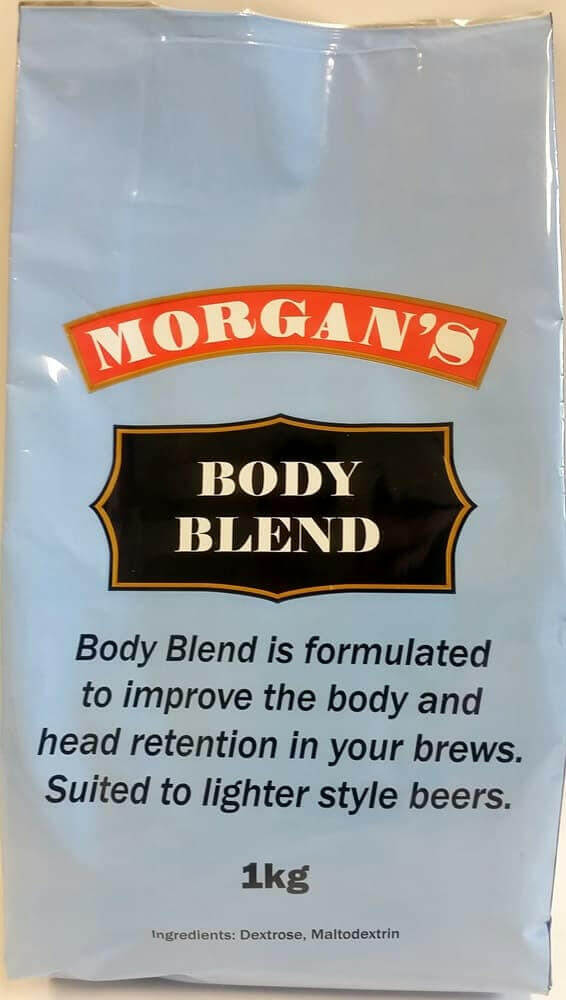 MORGAN'S
BODY
BLEND
Body Blend is formulated
to improve the body and
head retention in your brews.
Suited to lighter style beers.
1kg
Ingredients: Dextrose, Maltodextrin